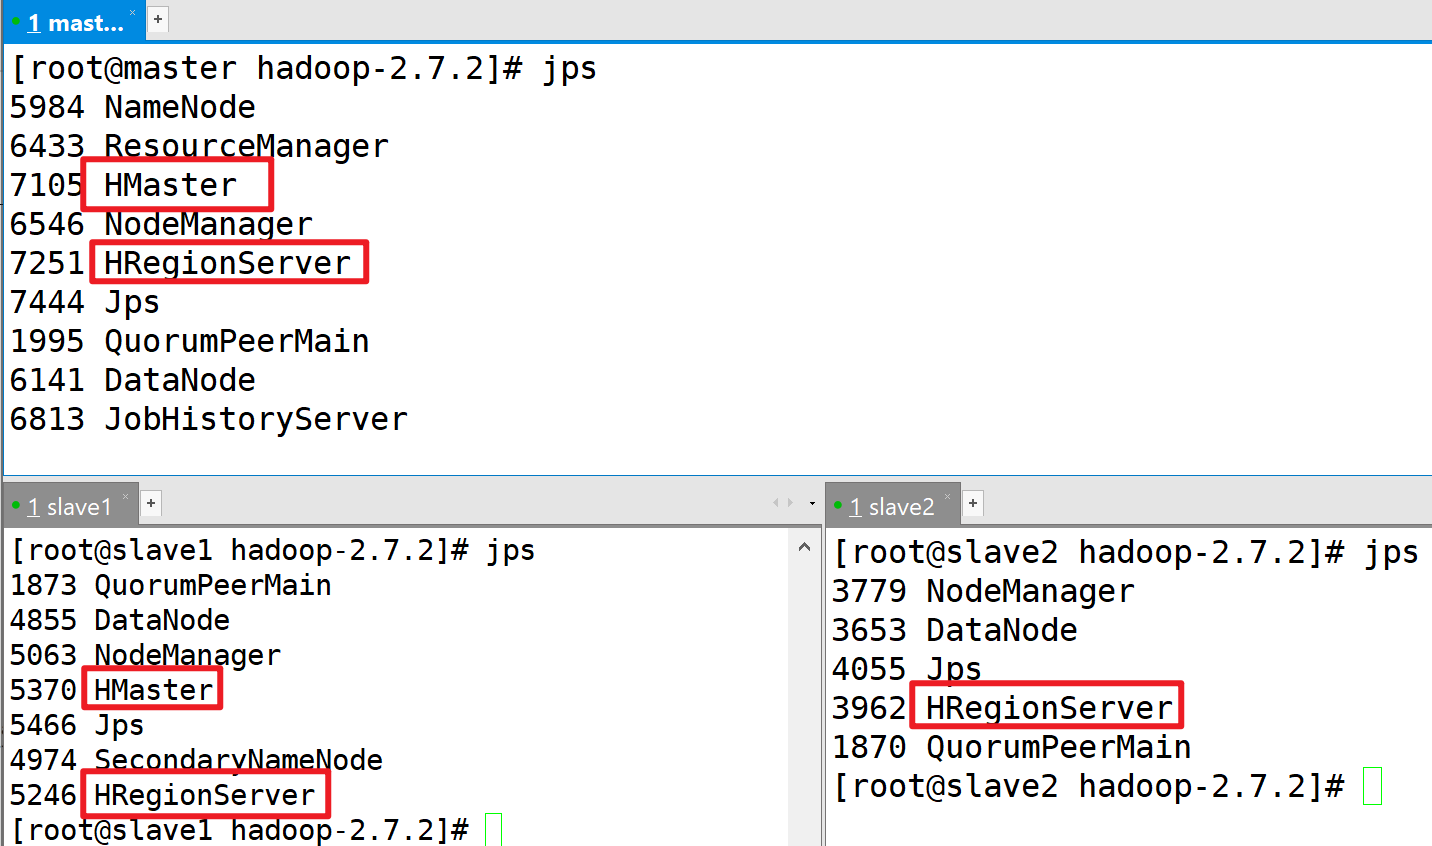 1 mast...
[root@master hadoop-2.7.2]# jps
5984 NameNode
6433 ResourceManager
7105 HMaster
6546 NodeManager
7251 HRegionServer
7444 Jps
1995 QuorumPeerMain
6141 DataNode
6813 JobHistoryServer
1 slave1
[root@slave1 hadoop-2.7.2]# jps
1873 QuorumPeerMain
4855 DataNode
5063 NodeManager
5370 HMaster
5466 Jps
4974 SecondaryNameNode
5246 HRegionServer
[root@slave1 hadoop-2.7.2]#
1 slave2
[root@slave2 hadoop-2.7.2]# jps
3779 NodeManager
3653 DataNode
4055 Jps
3962 HRegionServer
1870 QuorumPeerMain
[root@slave2 hadoop-2.7.2]#